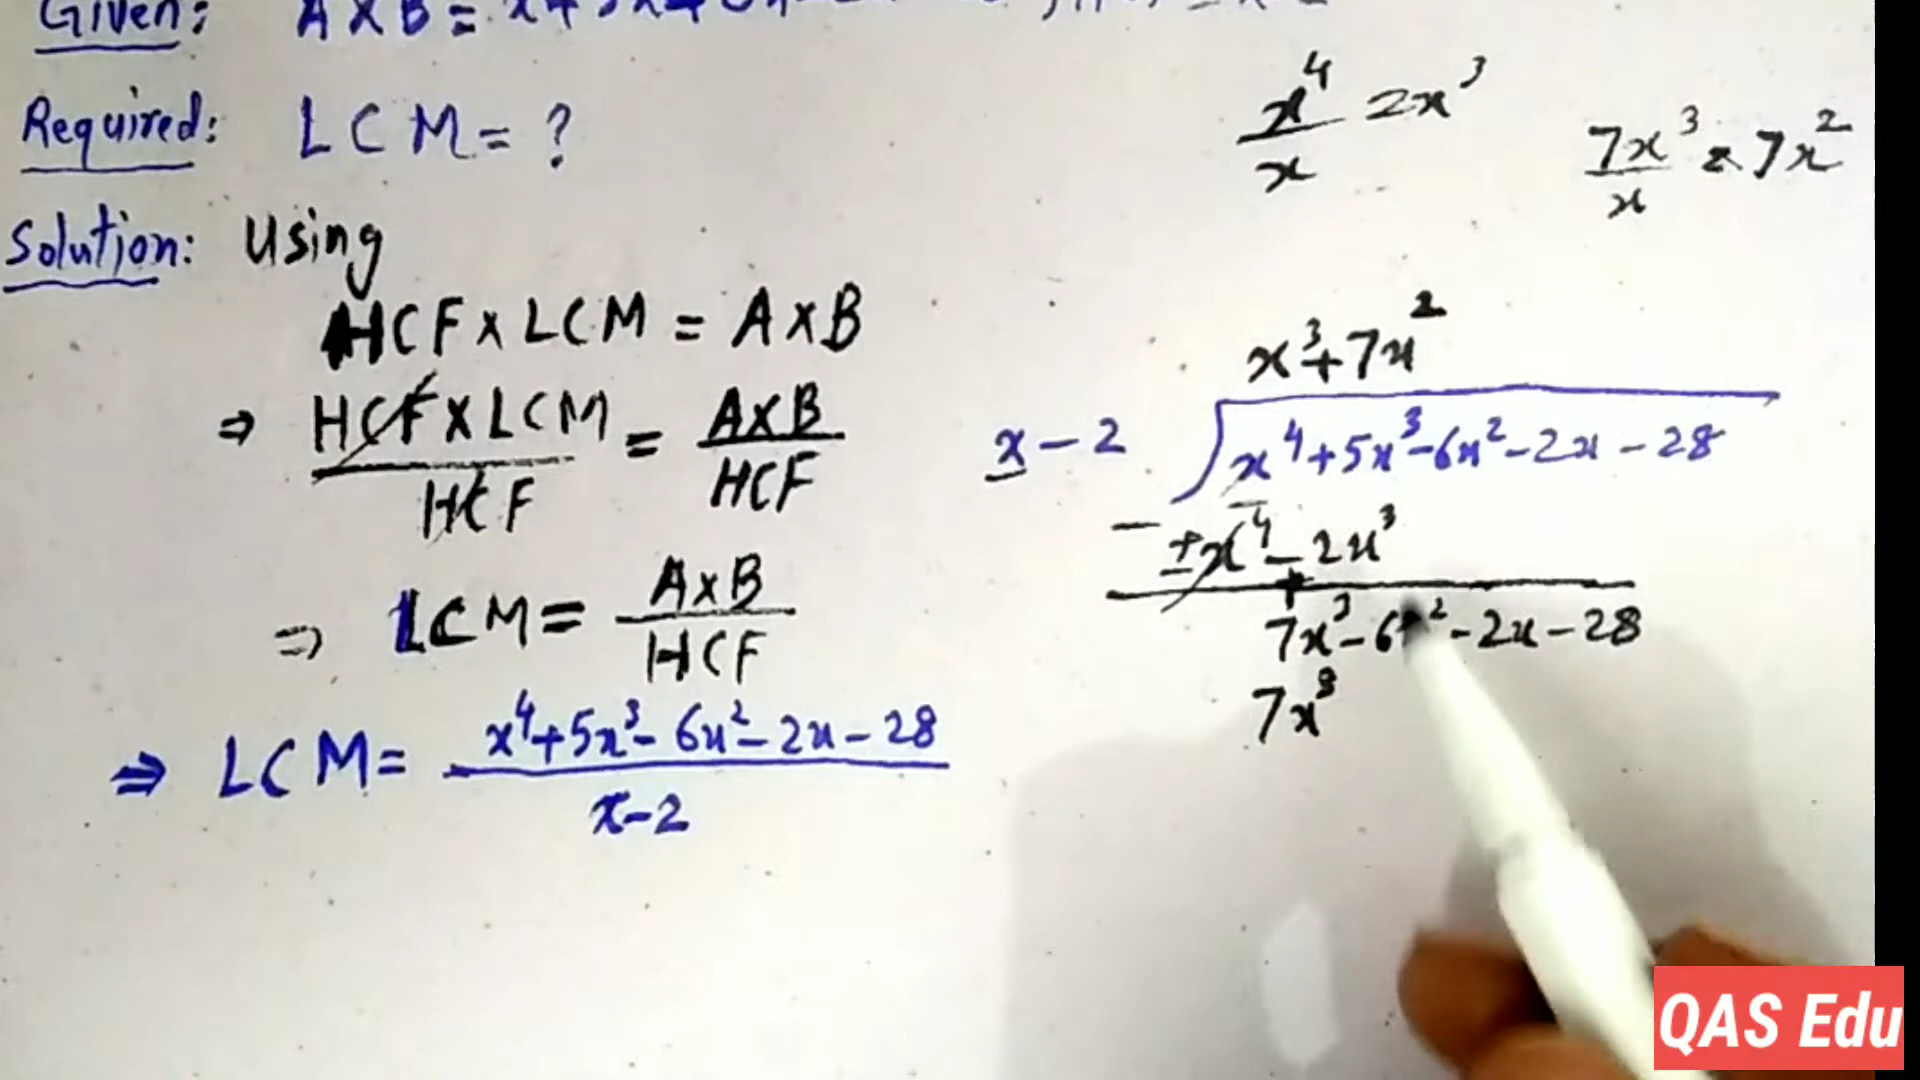 Given: A × B =
Required: LCM = ?
Solution: Using
HCF × LCM = A × B
⇒ HCF × LCM / HCF = A × B / HCF
⇒ LCM = A × B / HCF
⇒ LCM = x⁴ + 5x³ - 6x² - 2x - 28 / x - 2
x⁴ / x 2x³
7x³ / x = 7x²
x³ + 7x²
x - 2 x⁴ + 5x³ - 6x² - 2x - 28
- ± x⁴ - 2x³
+
7x³ - 6x² - 2x - 28
7x³
QAS Edu